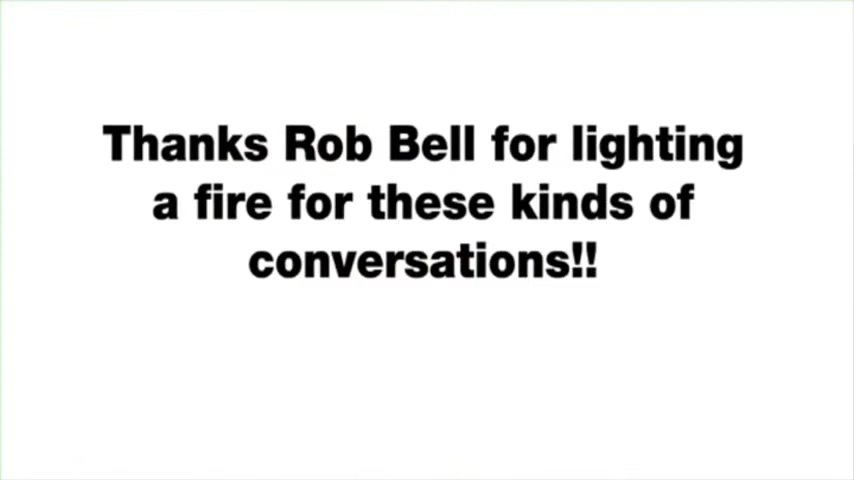 Thanks Rob Bell for lighting
a fire for these kinds of
conversations!!